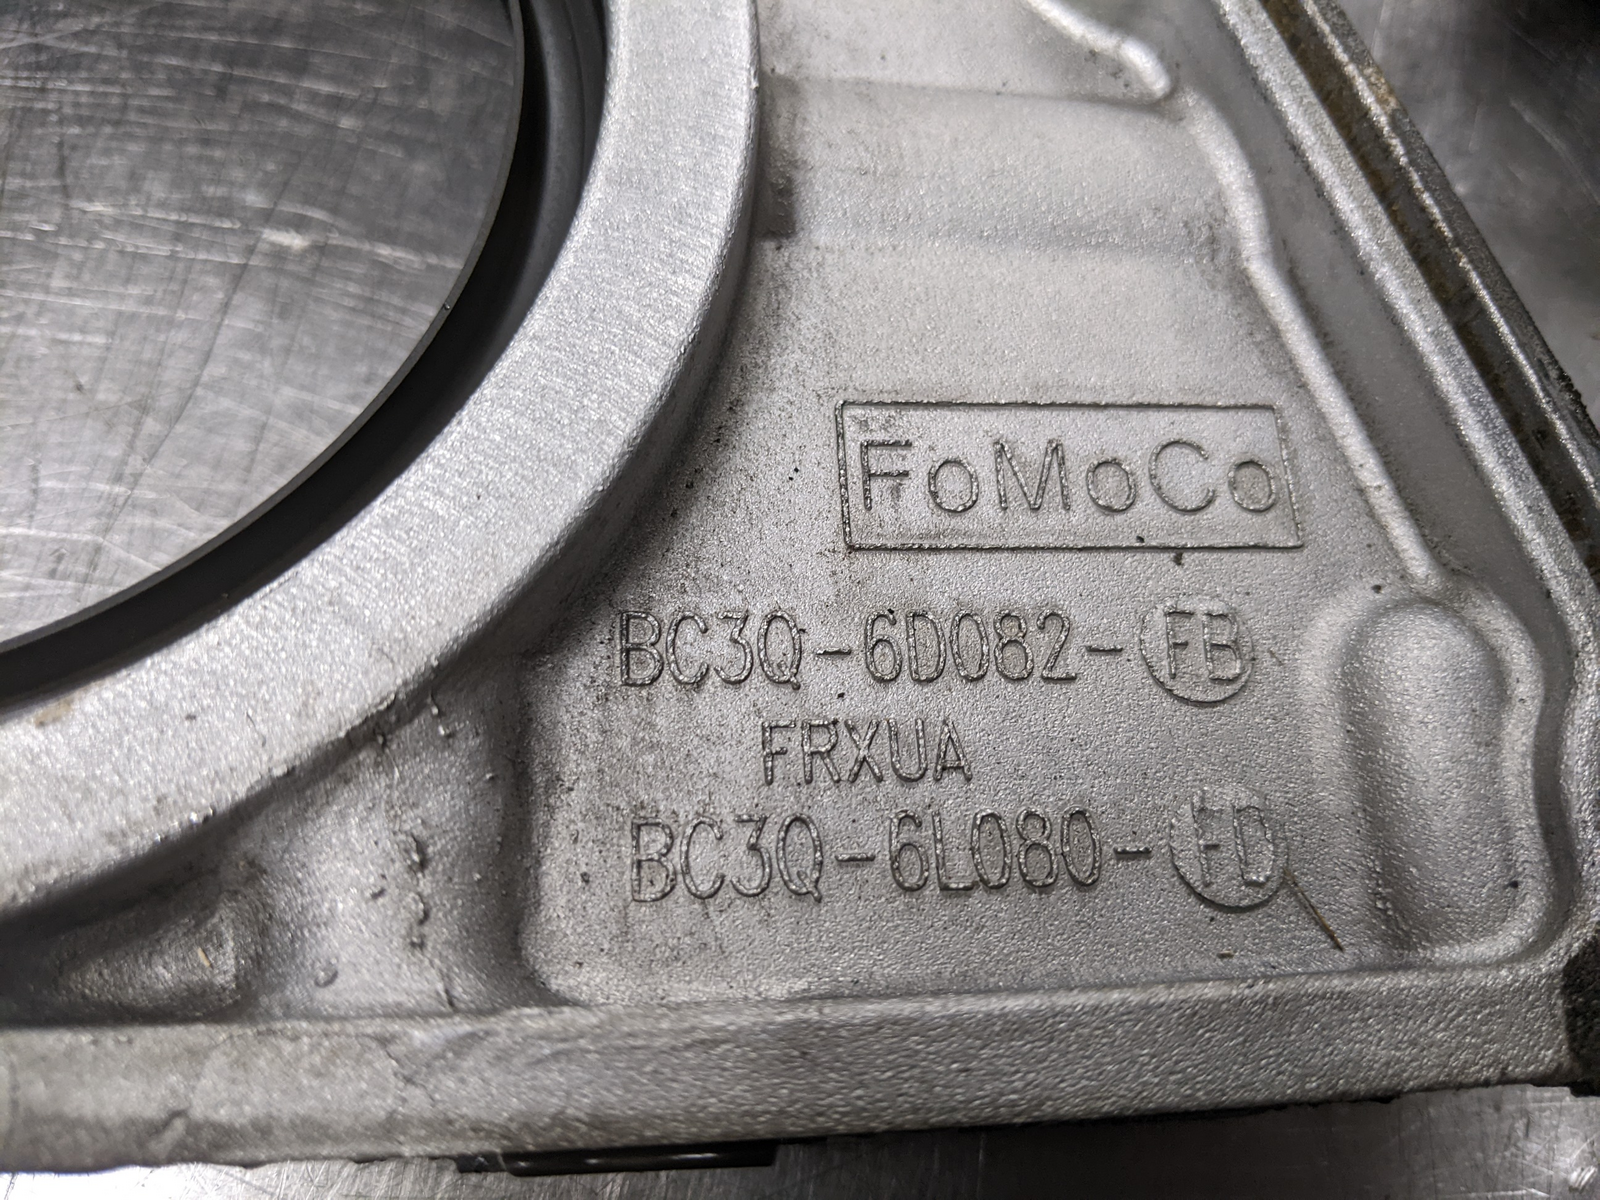 FoMoCo
BC3Q-6D082-FB
FRXUA
BC3Q-6L080-FD